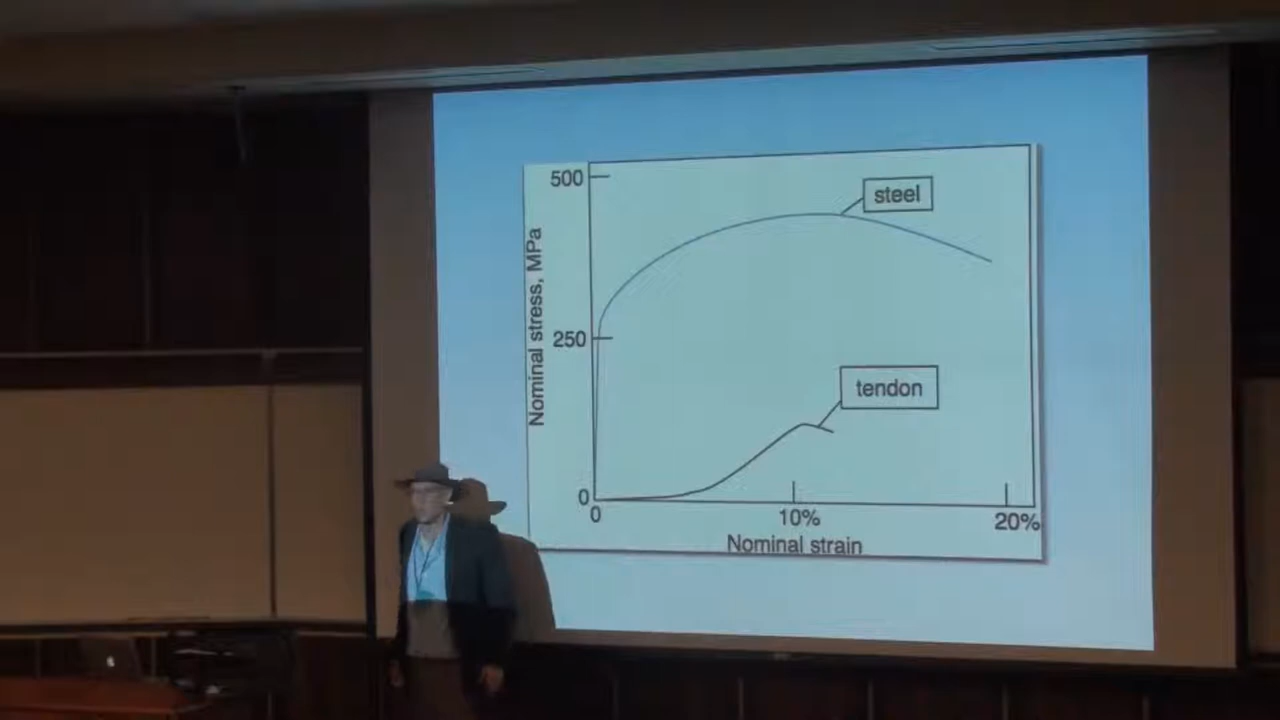 500
steel
Nominal stress, MPa
250
tendon
0
0
10%
20%
Nominal strain